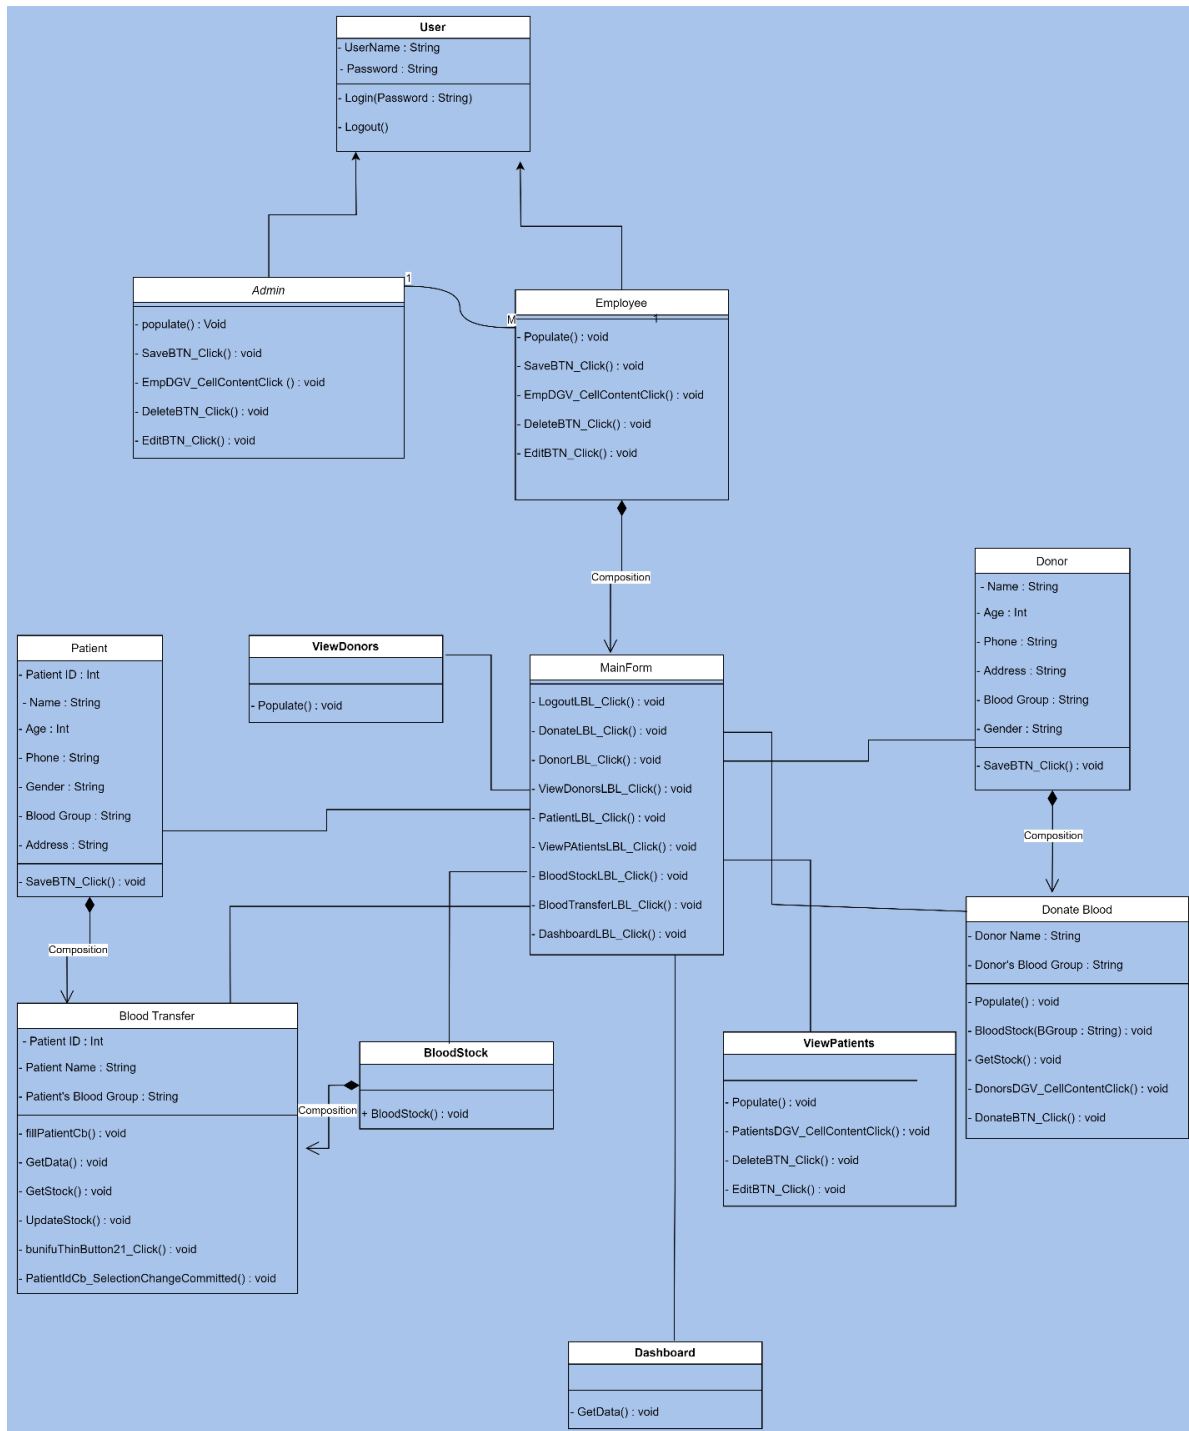 User
- UserName : String
- Password : String
- Login(Password : String)
- Logout()
Admin
- populate() : Void
- SaveBTN_Click() : void
- EmpDGV_CellContentClick () : void
- DeleteBTN_Click() : void
- EditBTN_Click() : void
1
M
Employee
1
- Populate() : void
- SaveBTN_Click() : void
- EmpDGV_CellContentClick() : void
- DeleteBTN_Click() : void
- EditBTN_Click() : void
Composition
Donor
- Name : String
- Age : Int
- Phone : String
- Address : String
- Blood Group : String
- Gender : String
- SaveBTN_Click() : void
Composition
Patient
- Patient ID : Int
- Name : String
- Age : Int
- Phone : String
- Gender : String
- Blood Group : String
- Address : String
- SaveBTN_Click() : void
Composition
ViewDonors
- Populate() : void
MainForm
- LogoutLBL_Click() : void
- DonateLBL_Click() : void
- DonorLBL_Click() : void
- ViewDonorsLBL_Click() : void
- PatientLBL_Click() : void
- ViewPAtientsLBL_Click() : void
- BloodStockLBL_Click() : void
- BloodTransferLBL_Click() : void
- DashboardLBL_Click() : void
Donate Blood
- Donor Name : String
- Donor's Blood Group : String
- Populate() : void
- BloodStock(BGroup : String) : void
- GetStock() : void
- DonorsDGV_CellContentClick() : void
- DonateBTN_Click() : void
Blood Transfer
- Patient ID : Int
- Patient Name : String
- Patient's Blood Group : String
- fillPatientCb() : void
- GetData() : void
- GetStock() : void
- UpdateStock() : void
- bunifuThinButton21_Click() : void
- PatientIdCb_SelectionChangeCommitted() : void
BloodStock
+ BloodStock() : void
Composition
ViewPatients
- Populate() : void
- PatientsDGV_CellContentClick() : void
- DeleteBTN_Click() : void
- EditBTN_Click() : void
Dashboard
- GetData() : void